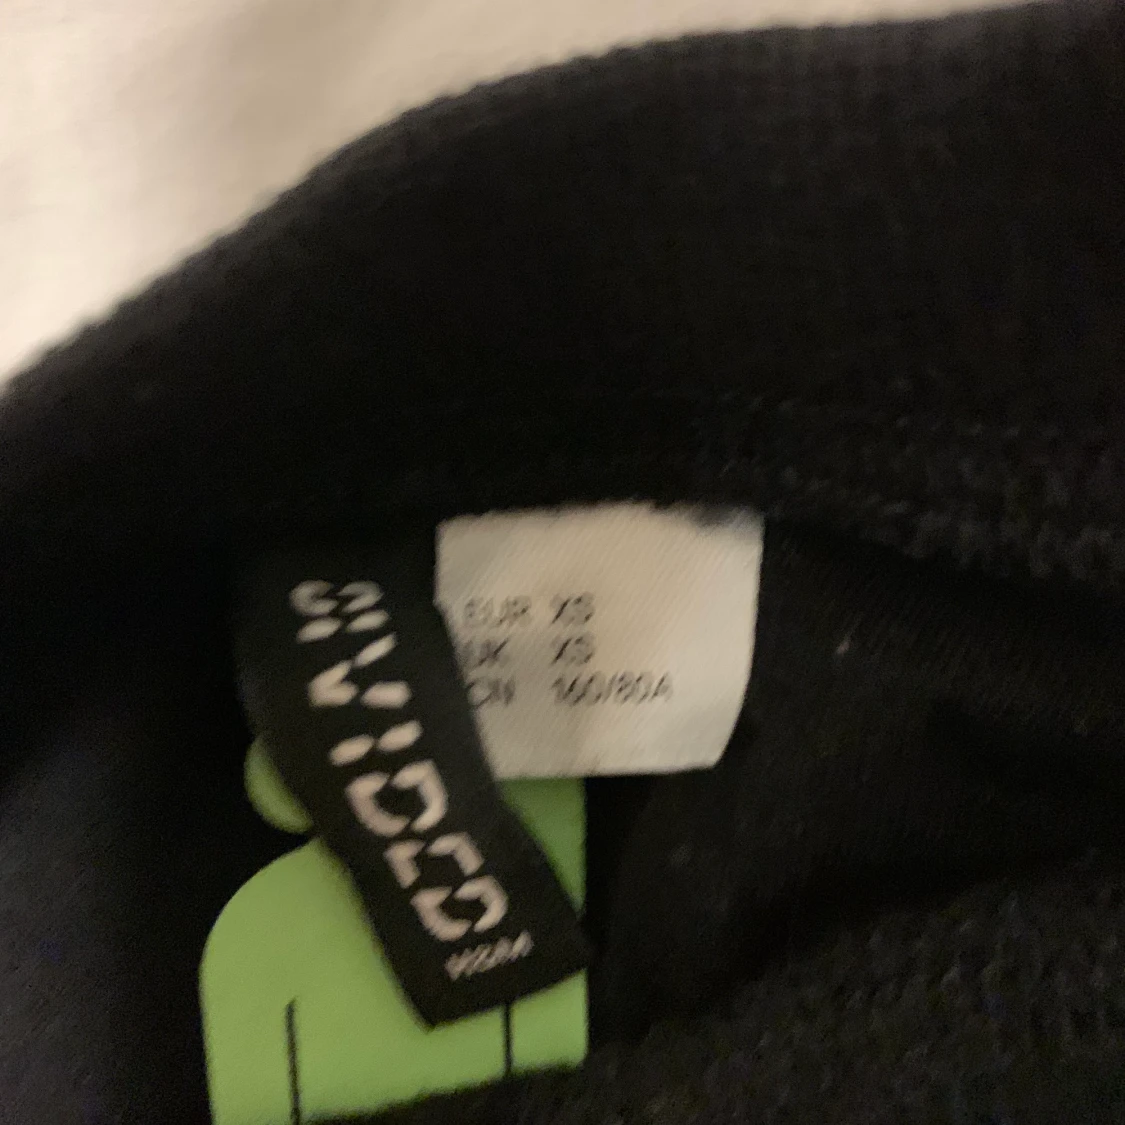 DIVIDED
H&M
EUR XS
UK XS
CN 160/80A